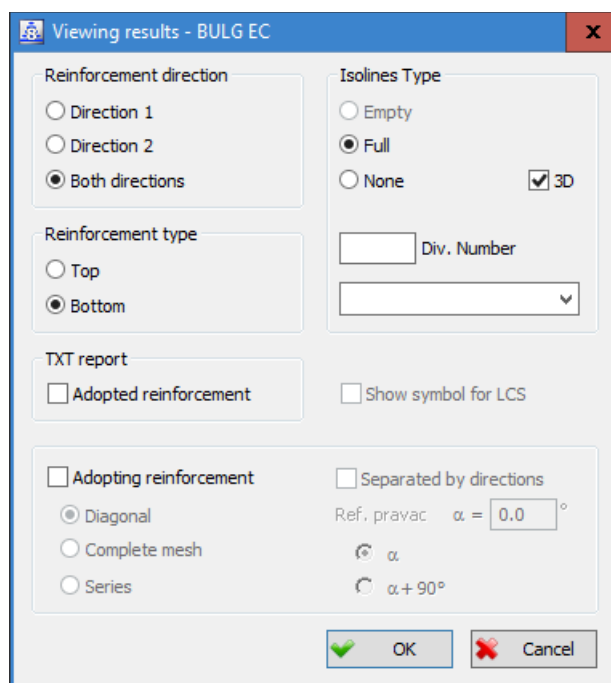 Viewing results - BULG EC
Reinforcement direction
Direction 1
Direction 2
Both directions
Isolines Type
Empty
Full
None
3D
Div. Number
Reinforcement type
Top
Bottom
TXT report
Adopted reinforcement
Show symbol for LCS
Adopting reinforcement
Diagonal
Complete mesh
Series
Separated by directions
Ref. pravac α = 0.0 °
α
α + 90°
OK
Cancel